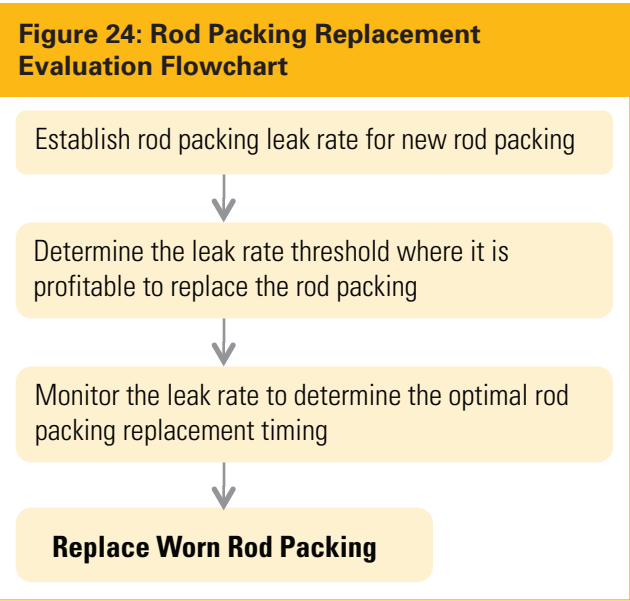 Figure 24: Rod Packing Replacement
Evaluation Flowchart
Establish rod packing leak rate for new rod packing
Determine the leak rate threshold where it is
profitable to replace the rod packing
Monitor the leak rate to determine the optimal rod
packing replacement timing
Replace Worn Rod Packing